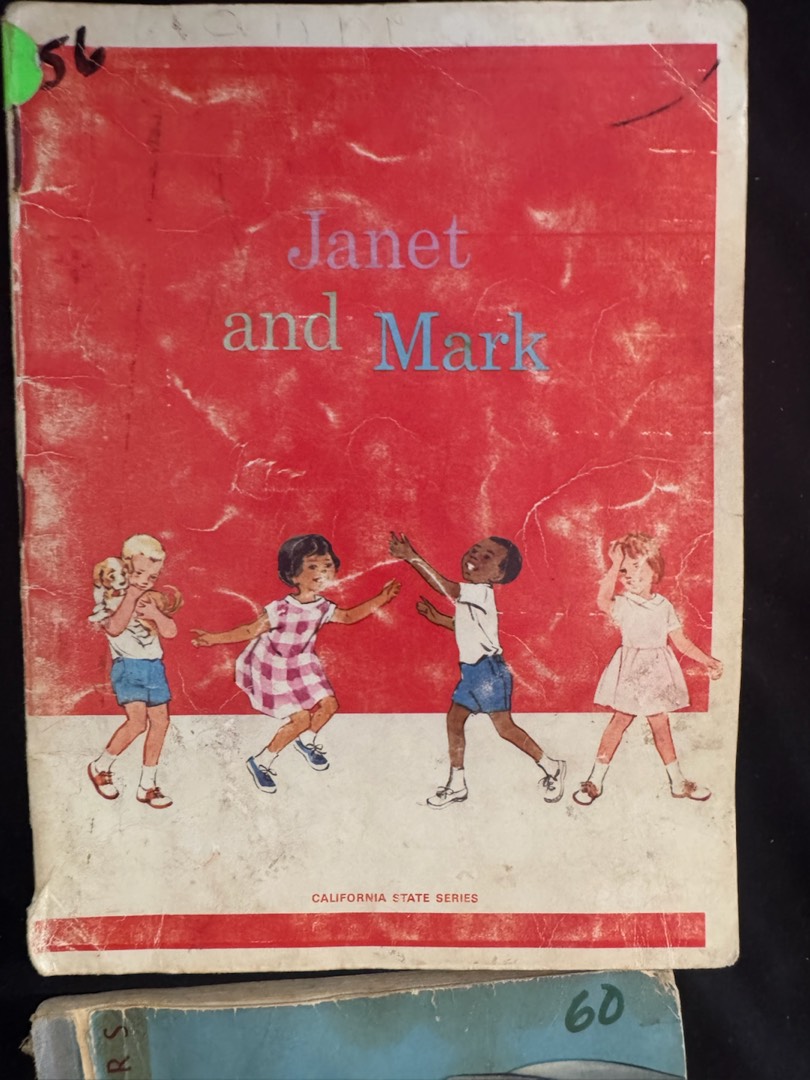 56
Janet
and Mark
CALIFORNIA STATE SERIES
60
RS